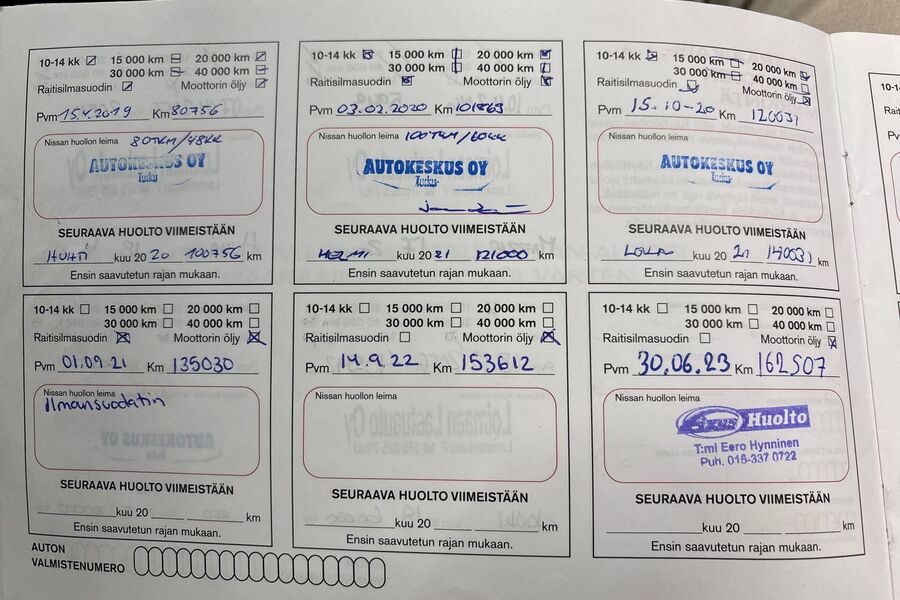 10-14 kk 15 000 km 20 000 km
30 000 km 40 000 km
Raitisilmasuodin Moottorin öljy
Pvm 15.4.2019 Km 80756
Nissan huollon leima 80TKM/48KK
AUTOKESKUS OY
Turku
SEURAAVA HUOLTO VIIMEISTÄÄN
HUHTI kuu 20 20 100756 km
Ensin saavutetun rajan mukaan.
10-14 kk 15 000 km 20 000 km
30 000 km 40 000 km
Raitisilmasuodin Moottorin öljy
Pvm 03.02.2020 Km 101863
Nissan huollon leima 100TKM/60KK
AUTOKESKUS OY
Turku
SEURAAVA HUOLTO VIIMEISTÄÄN
HELMI kuu 20 21 121000 km
Ensin saavutetun rajan mukaan.
10-14 kk 15 000 km 20 000 km
30 000 km 40 000 km
Raitisilmasuodin Moottorin öljy
Pvm 15.10-20 Km 120031
Nissan huollon leima
AUTOKESKUS OY
Turku
SEURAAVA HUOLTO VIIMEISTÄÄN
LOKA kuu 20 21 140031 km
Ensin saavutetun rajan mukaan.
10-14 kk 15 000 km 20 000 km
30 000 km 40 000 km
Raitisilmasuodin Moottorin öljy
Pvm 01.09.21 Km 135030
Nissan huollon leima
ilmansuodatin
SEURAAVA HUOLTO VIIMEISTÄÄN
kuu 20 km
Ensin saavutetun rajan mukaan.
10-14 kk 15 000 km 20 000 km
30 000 km 40 000 km
Raitisilmasuodin Moottorin öljy
Pvm 14.9.22 Km 153612
Nissan huollon leima
SEURAAVA HUOLTO VIIMEISTÄÄN
kuu 20 km
Ensin saavutetun rajan mukaan.
10-14 kk 15 000 km 20 000 km
30 000 km 40 000 km
Raitisilmasuodin Moottorin öljy
Pvm 30.06.23 Km 162507
Nissan huollon leima
Huolto
T:mi Eero Hynninen
Puh. 015-337 0722
SEURAAVA HUOLTO VIIMEISTÄÄN
kuu 20 km
Ensin saavutetun rajan mukaan.
AUTON
VALMISTENUMERO